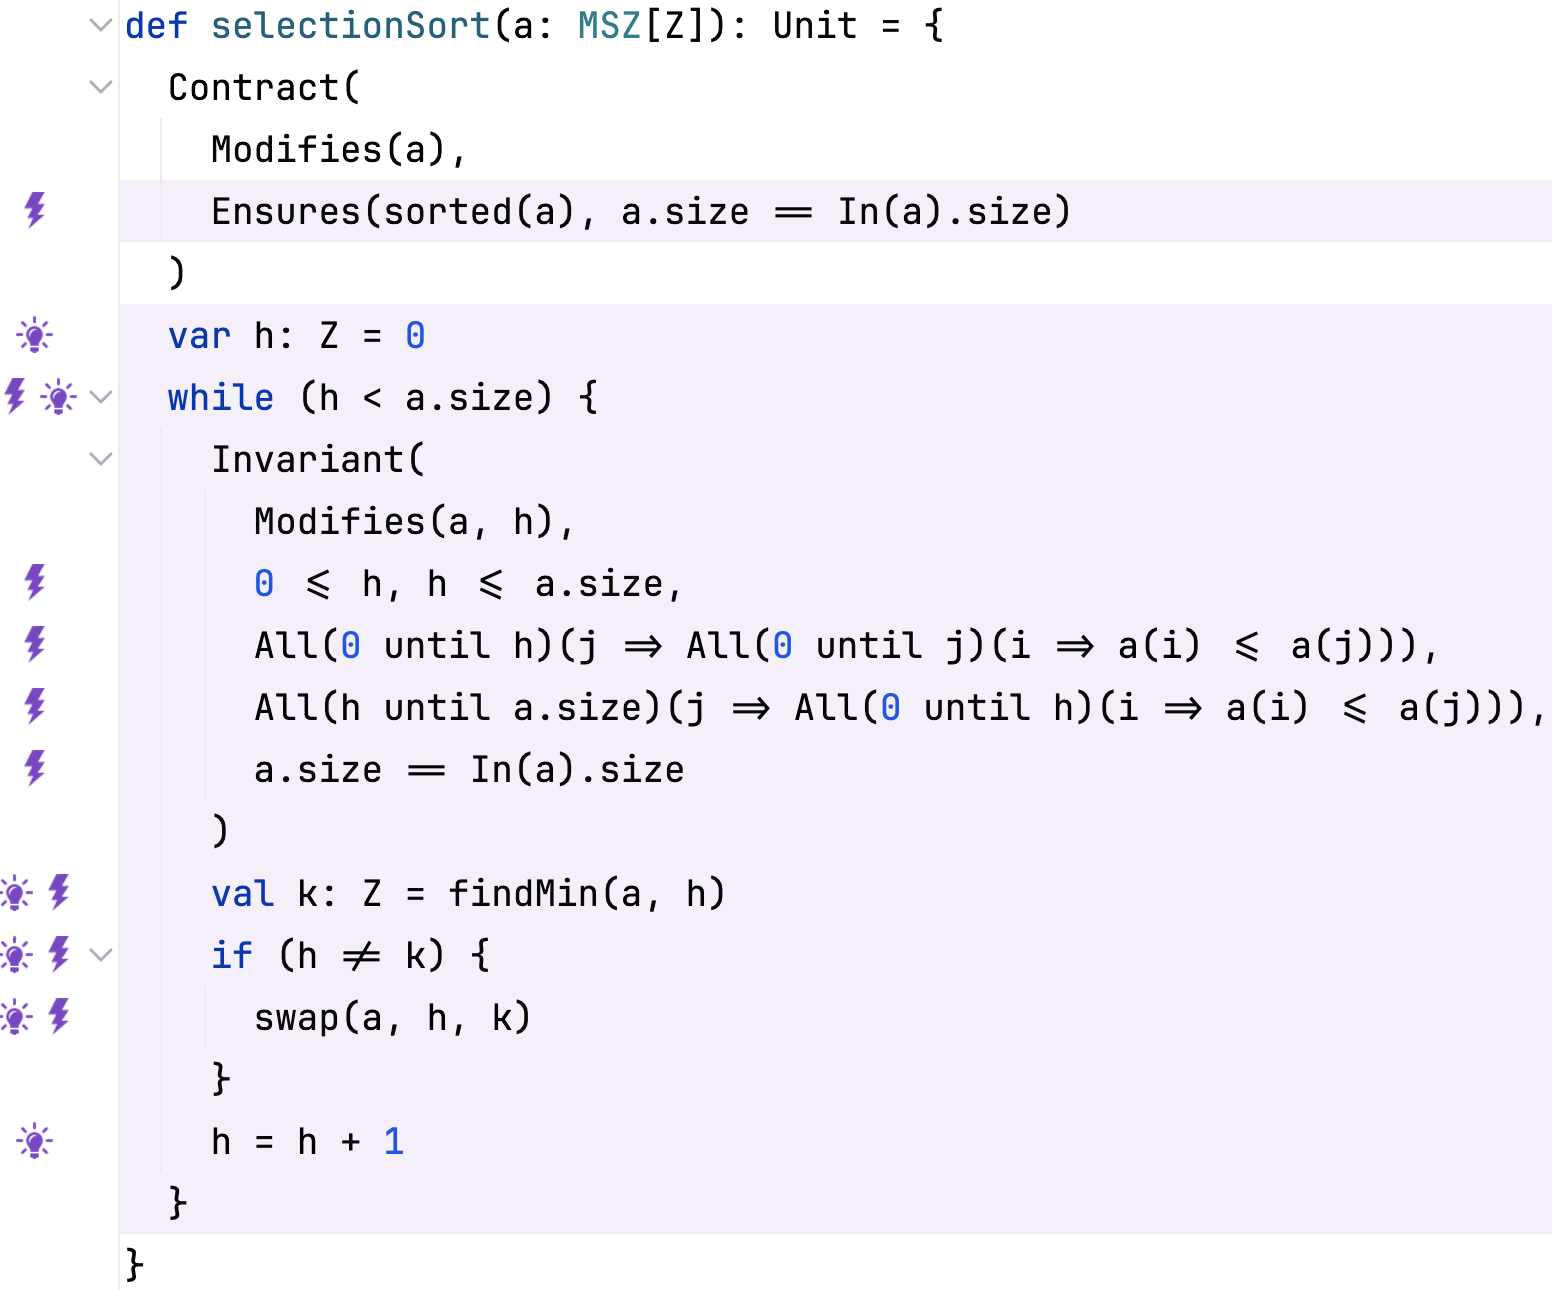 def selectionSort(a: MSZ[Z]): Unit = {
  Contract(
    Modifies(a),
    Ensures(sorted(a), a.size == In(a).size)
  )
  var h: Z = 0
  while (h < a.size) {
    Invariant(
      Modifies(a, h),
      0 <= h, h <= a.size,
      All(0 until h)(j => All(0 until j)(i => a(i) <= a(j))),
      All(h until a.size)(j => All(0 until h)(i => a(i) <= a(j))),
      a.size == In(a).size
    )
    val k: Z = findMin(a, h)
    if (h != k) {
      swap(a, h, k)
    }
    h = h + 1
  }
}